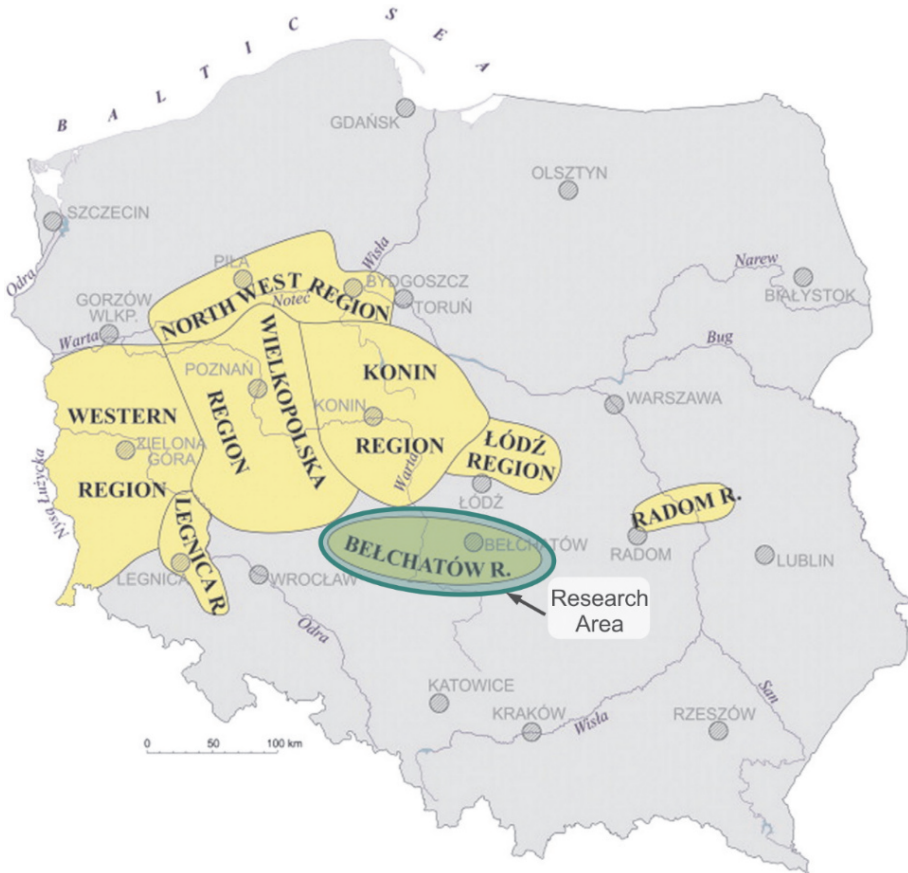 BALTIC SEA
GDAŃSK
OLSZTYN
SZCZECIN
Odra
PIŁA
Wisła
BYDGOSZCZ
TORUŃ
NORTH WEST REGION
Noteć
GORZÓW
WLKP.
Warta
Narew
BIAŁYSTOK
Bug
POZNAŃ
WIELKOPOLSKA
REGION
KONIN
KONIN
REGION
Warta
WARSZAWA
WESTERN
ZIELONA
GÓRA
REGION
Nysa Łużycka
ŁÓDŹ
REGION
ŁÓDŹ
RADOM R.
RADOM
LUBLIN
LEGNICA R.
LEGNICA
WROCŁAW
BEŁCHATÓW
BEŁCHATÓW R.
Research
Area
Odra
KATOWICE
KRAKÓW
Wisła
RZESZÓW
San
0 50 100 km